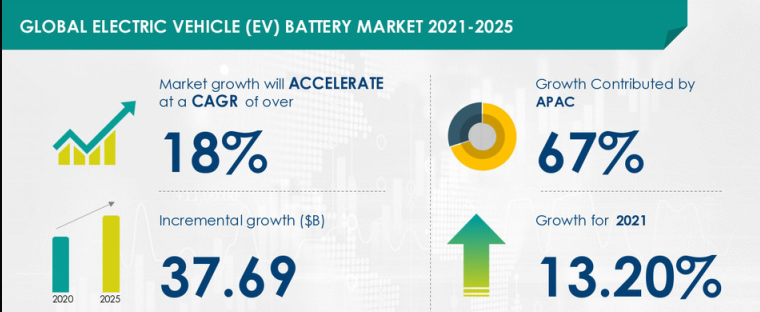 GLOBAL ELECTRIC VEHICLE (EV) BATTERY MARKET 2021-2025
Market growth will ACCELERATE
at a CAGR of over
18%
Growth Contributed by
APAC
67%
Incremental growth ($B)
37.69
2020
2025
Growth for 2021
13.20%